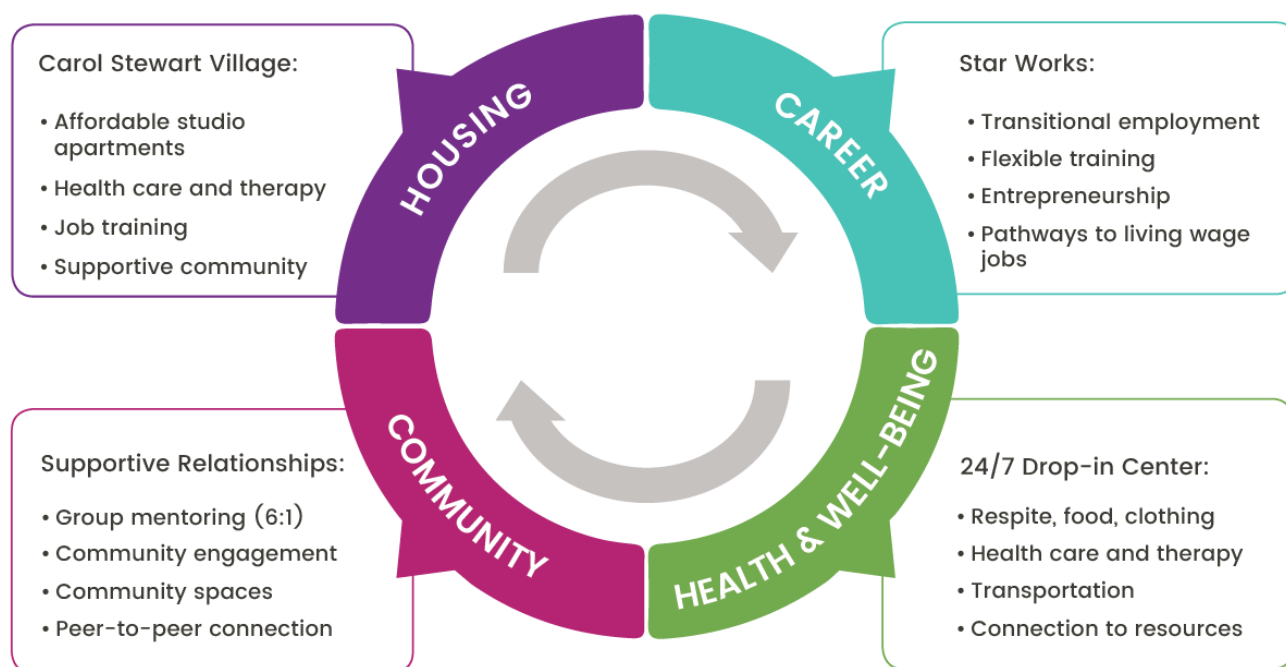 Carol Stewart Village:
• Affordable studio
apartments
• Health care and therapy
• Job training
• Supportive community
HOUSING
CAREER
Star Works:
• Transitional employment
• Flexible training
• Entrepreneurship
• Pathways to living wage
jobs
Supportive Relationships:
• Group mentoring (6:1)
• Community engagement
• Community spaces
• Peer-to-peer connection
COMMUNITY
HEALTH & WELL-BEING
24/7 Drop-in Center:
• Respite, food, clothing
• Health care and therapy
• Transportation
• Connection to resources